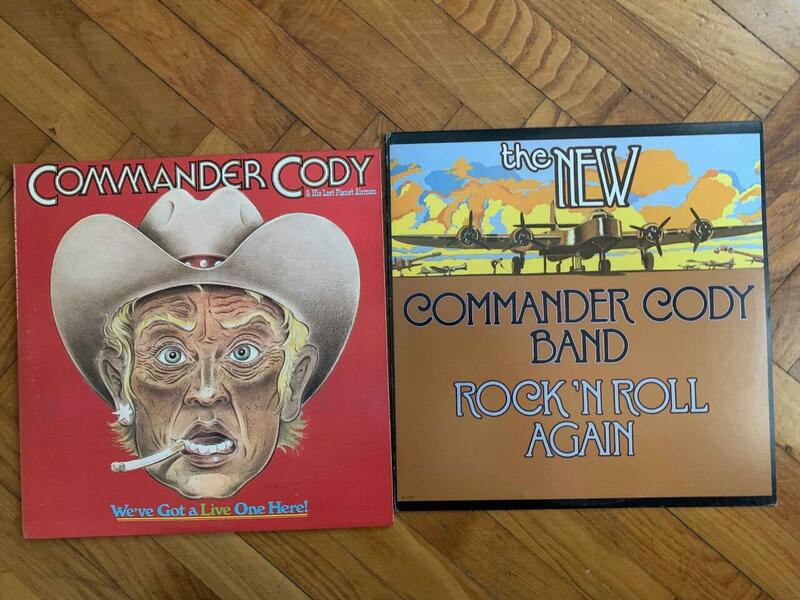 COMMANDER CODY
& His Lost Planet Airmen
We've Got a Live One Here!
the NEW
COMMANDER CODY
BAND
ROCK 'N ROLL
AGAIN